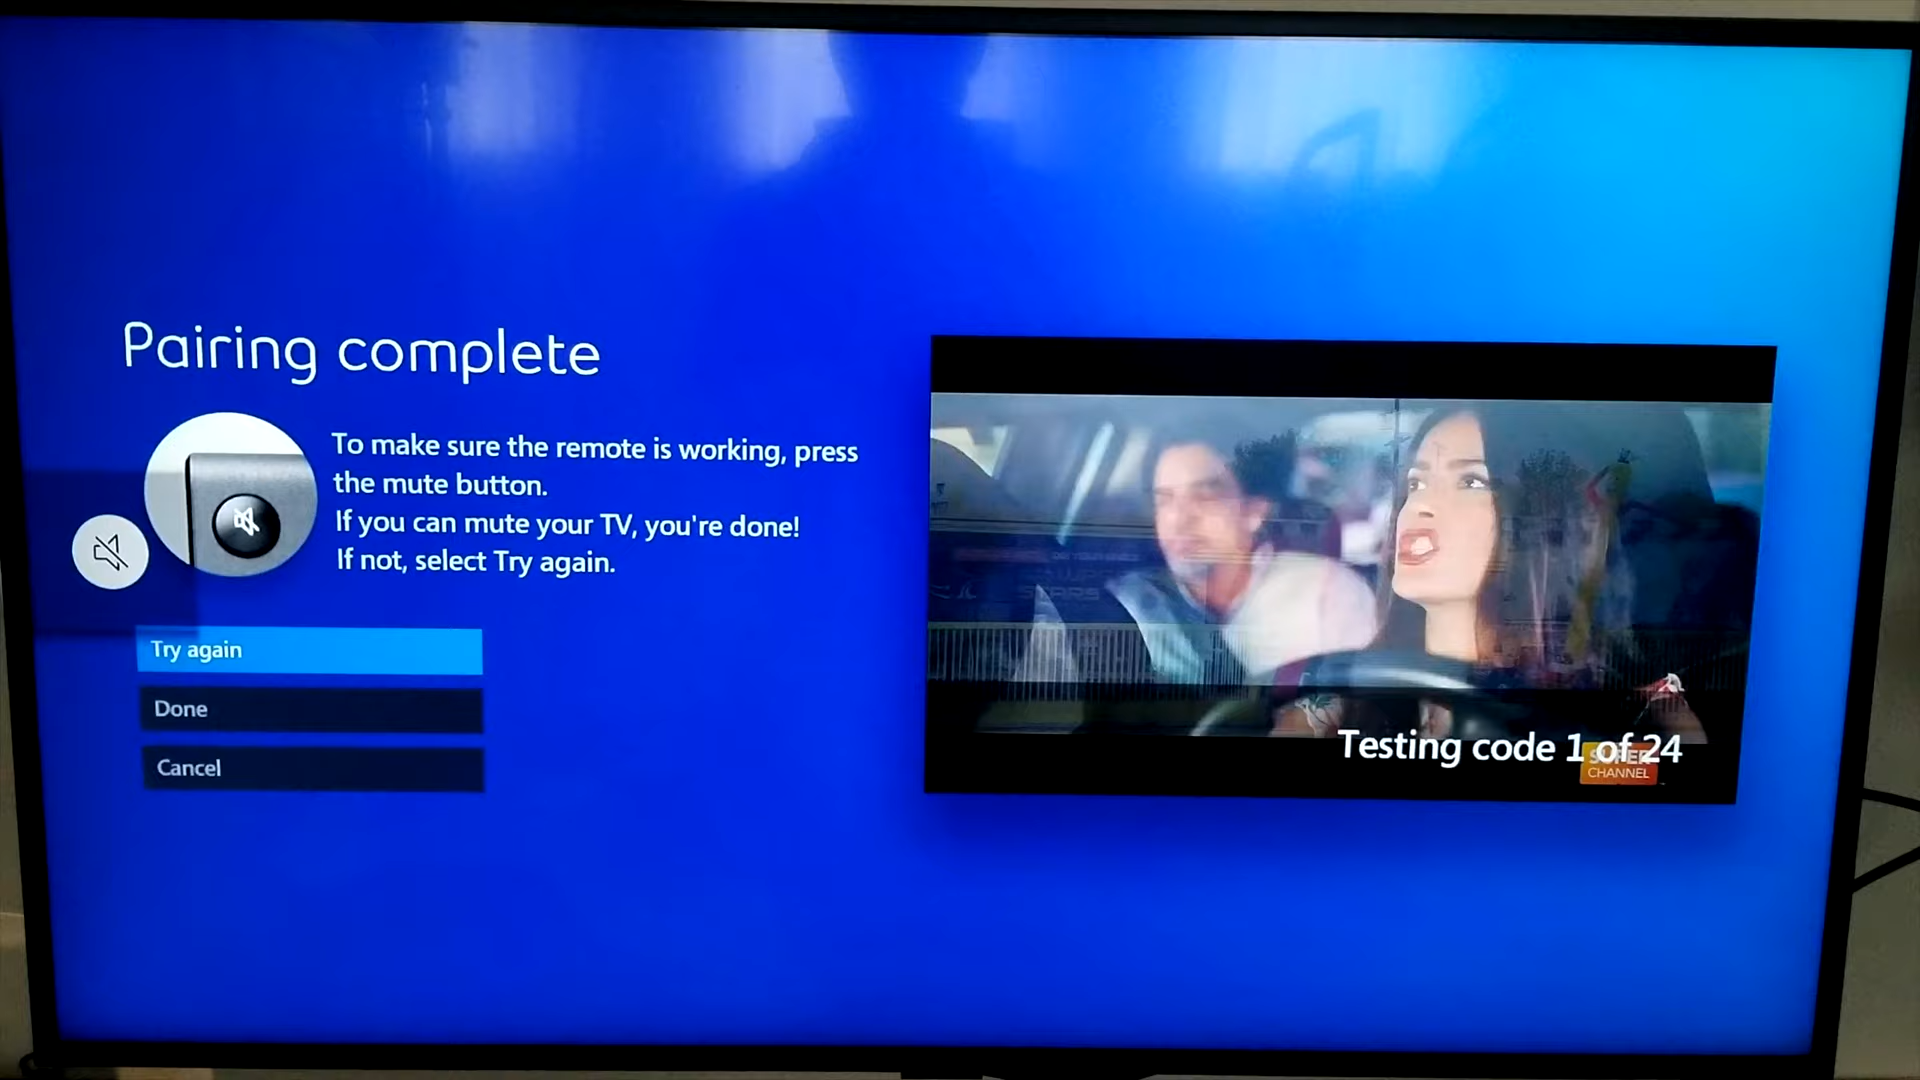 Pairing complete
To make sure the remote is working, press
the mute button.
If you can mute your TV, you're done!
If not, select Try again.
Try again
Done
Cancel
Testing code 1 of 24
SUPER
CHANNEL